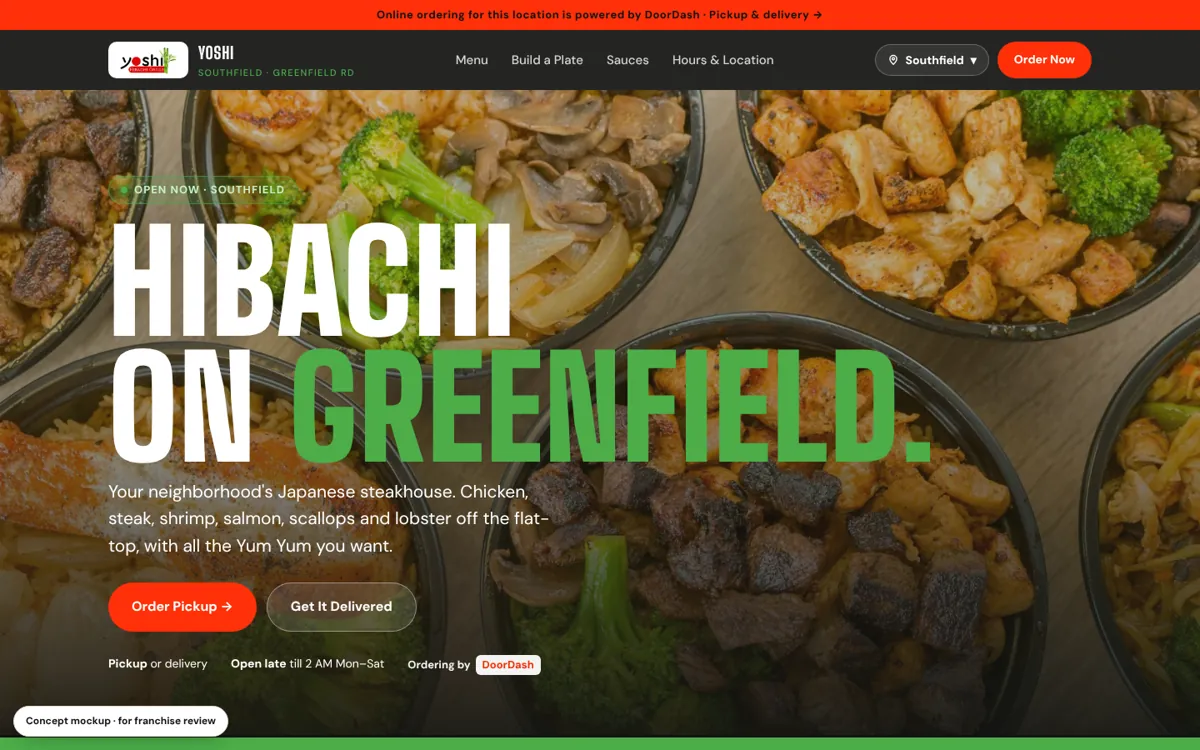 Online ordering for this location is powered by DoorDash · Pickup & delivery →
yoshi
YOSHI
SOUTHFIELD · GREENFIELD RD
Menu
Build a Plate
Sauces
Hours & Location
Southfield ▾
Order Now
OPEN NOW · SOUTHFIELD
HIBACHI
ON GREENFIELD.
Your neighborhood's Japanese steakhouse. Chicken,
steak, shrimp, salmon, scallops and lobster off the flat-
top, with all the Yum Yum you want.
Order Pickup →
Get It Delivered
Pickup or delivery
Open late till 2 AM Mon–Sat
Ordering by DoorDash
Concept mockup · for franchise review